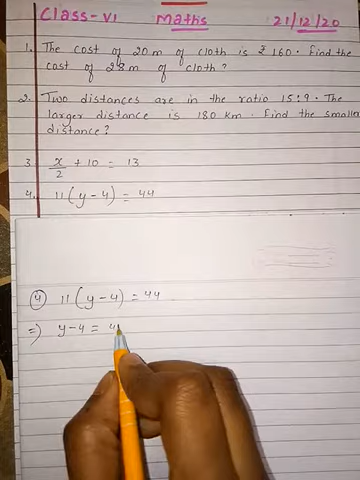 Class-VI Maths 21/12/20
1. The cost of 20 m of cloth is ₹ 160. Find the
cost of 28 m of cloth?
2. Two distances are in the ratio 15:9. The
larger distance is 180 km. Find the smaller
distance?
3 x/2 + 10 = 13
4. 11(y-4) = 44
④ 11(y-4) = 44
⇒ y-4 = 4